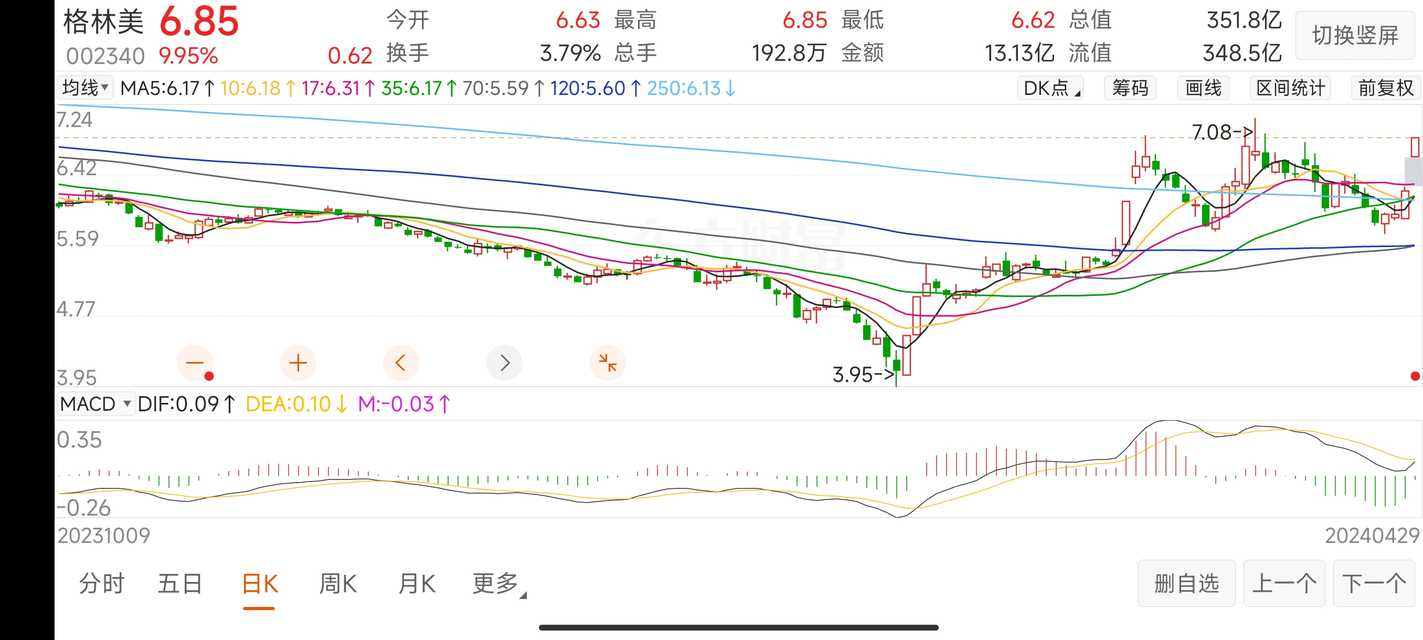 格林美 6.85 今开 6.63 最高 6.85 最低 6.62 总值 351.8亿 切换竖屏
002340 9.95% 0.62 换手 3.79% 总手 192.8万 金额 13.13亿 流值 348.5亿
均线 MA5:6.17↑ 10:6.18↑ 17:6.31↑ 35:6.17↑ 70:5.59↑ 120:5.60↑ 250:6.13↓ DK点 筹码 画线 区间统计 前复权
7.24
7.08->
6.42
5.59
4.77
3.95->
3.95
MACD DIF:0.09↑ DEA:0.10↓ M:-0.03↑
0.35
-0.26
20231009 20240429
分时 五日 日K 周K 月K 更多 删自选 上一个 下一个